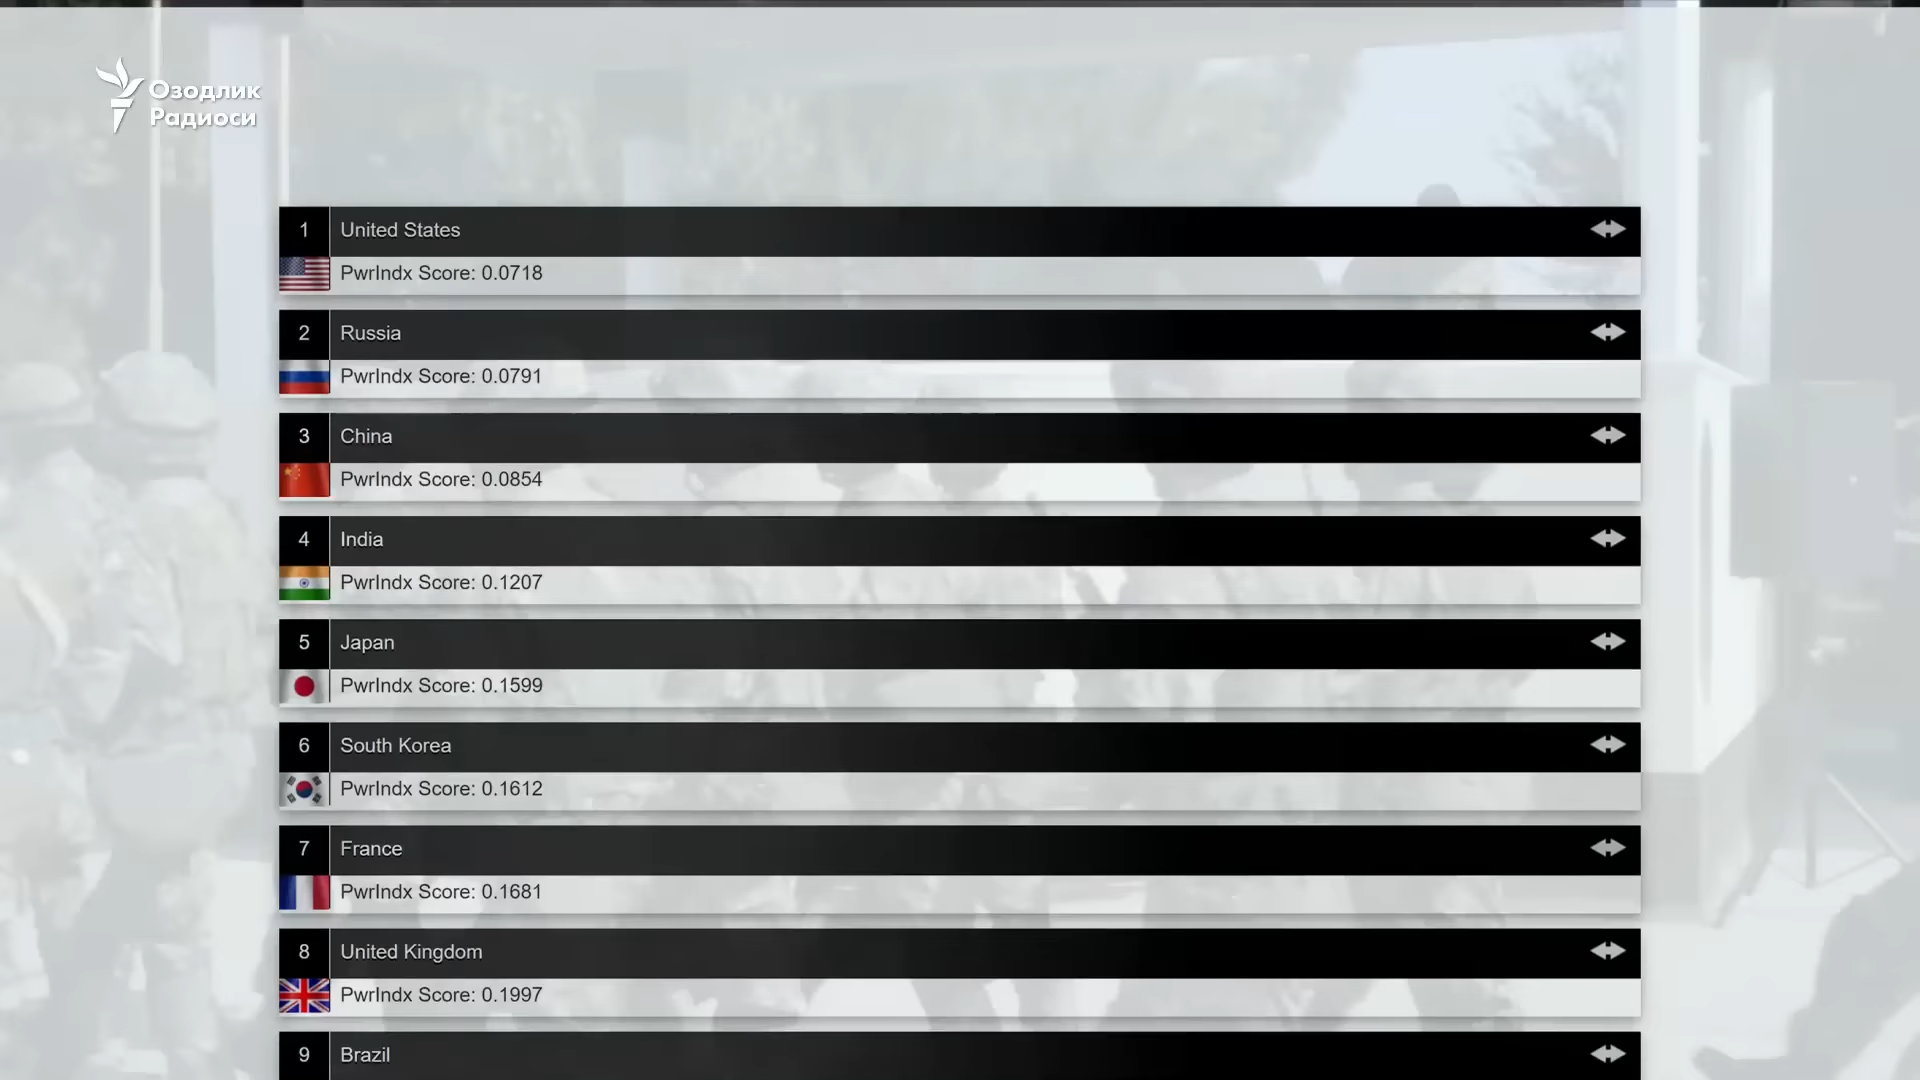 Озодлик
Радиоси
1 United States
PwrIndx Score: 0.0718
2 Russia
PwrIndx Score: 0.0791
3 China
PwrIndx Score: 0.0854
4 India
PwrIndx Score: 0.1207
5 Japan
PwrIndx Score: 0.1599
6 South Korea
PwrIndx Score: 0.1612
7 France
PwrIndx Score: 0.1681
8 United Kingdom
PwrIndx Score: 0.1997
9 Brazil